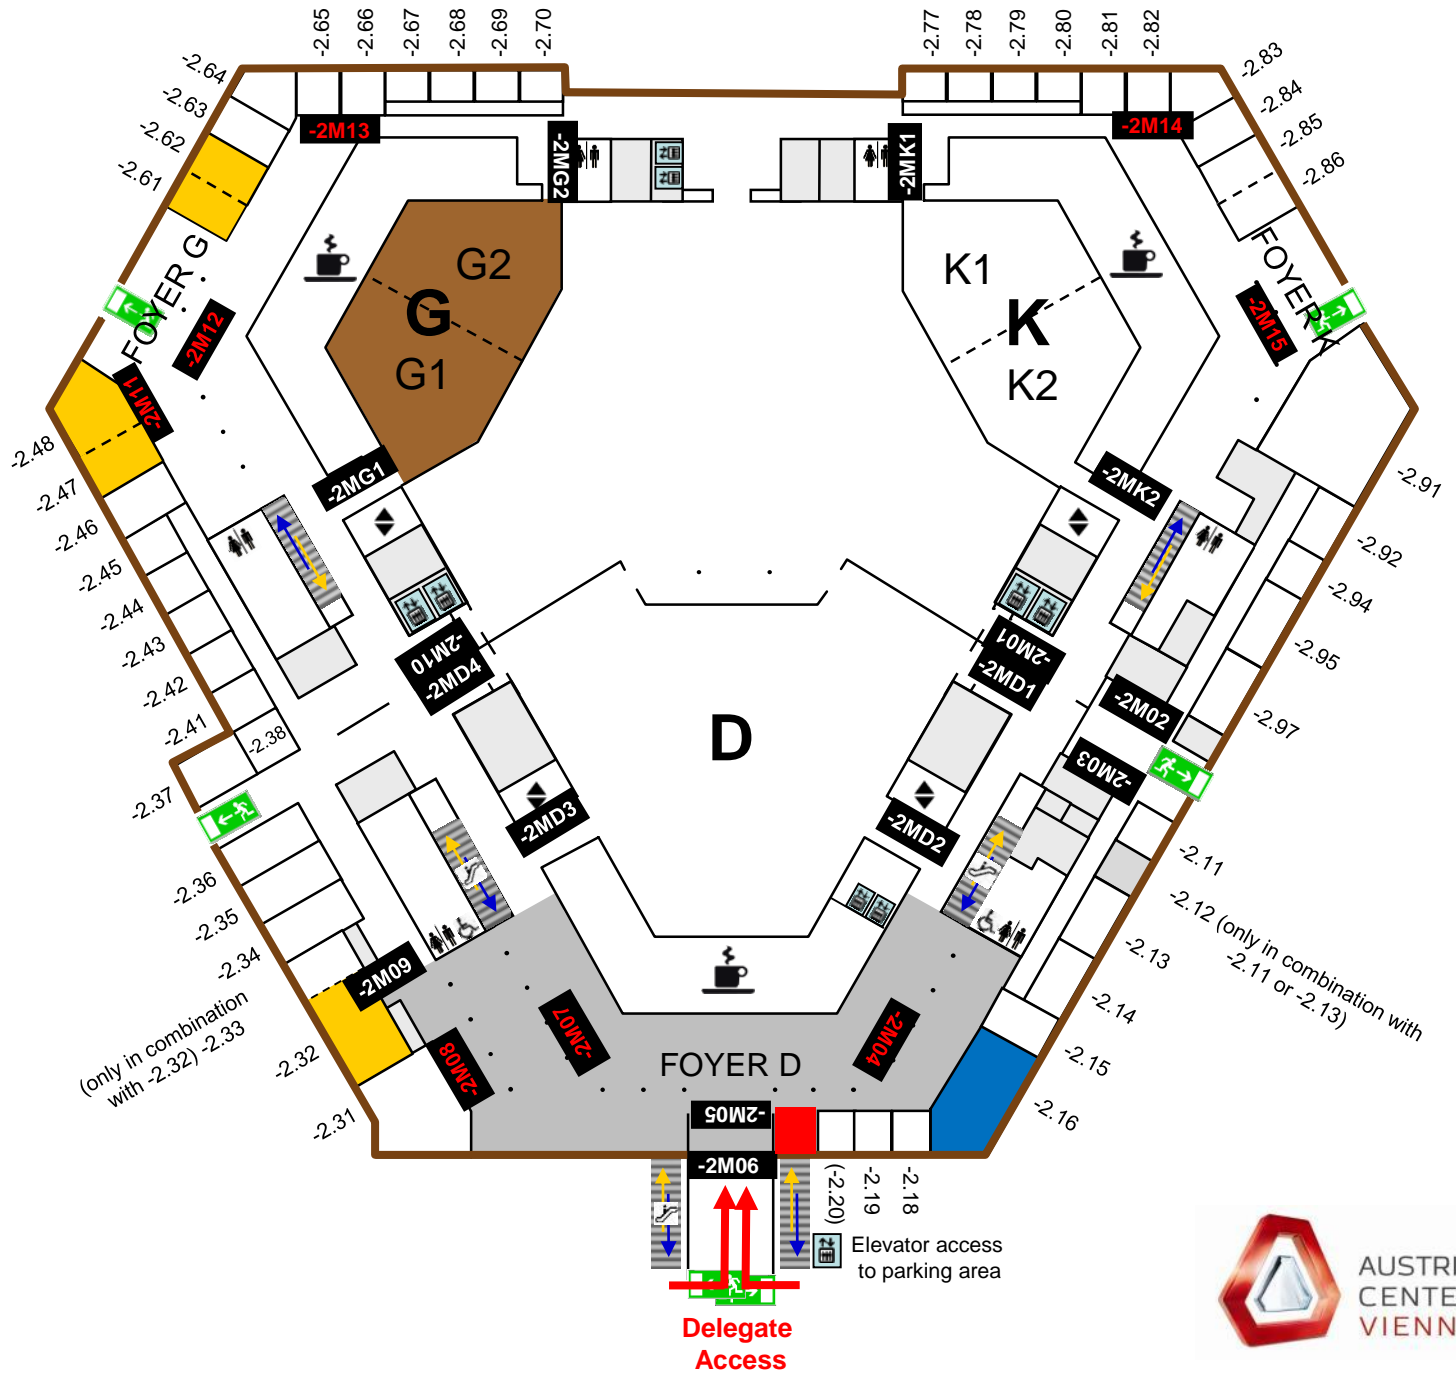 -2.65
-2.66
-2.67
-2.68
-2.69
-2.70
-2.77
-2.78
-2.79
-2.80
-2.81
-2.82
-2.64
-2.63
-2.62
-2.61
-2.83
-2.84
-2.85
-2.86
-2M13
-2MG2
-2MK1
-2M14
FOYER G
FOYER K
-2M12
-2M11
-2M15
G2
G
G1
K1
K
K2
-2MG1
-2MK2
-2.48
-2.47
-2.46
-2.45
-2.44
-2.43
-2.42
-2.41
-2.38
-2.37
-2.91
-2.92
-2.94
-2.95
-2.97
-2M10
-2MD4
-2M01
-2MD1
-2M02
-2M03
D
-2MD3
-2MD2
-2.36
-2.35
-2.34
(only in combination
with -2.32) -2.33
-2.32
-2.31
-2.11
-2.12 (only in combination with
-2.11 or -2.13)
-2.13
-2.14
-2.15
-2.16
-2M09
-2M08
-2M07
-2M04
FOYER D
-2M05
-2M06
(-2.20)
-2.19
-2.18
Elevator access
to parking area
Delegate
Access
AUSTRI
CENTE
VIENN